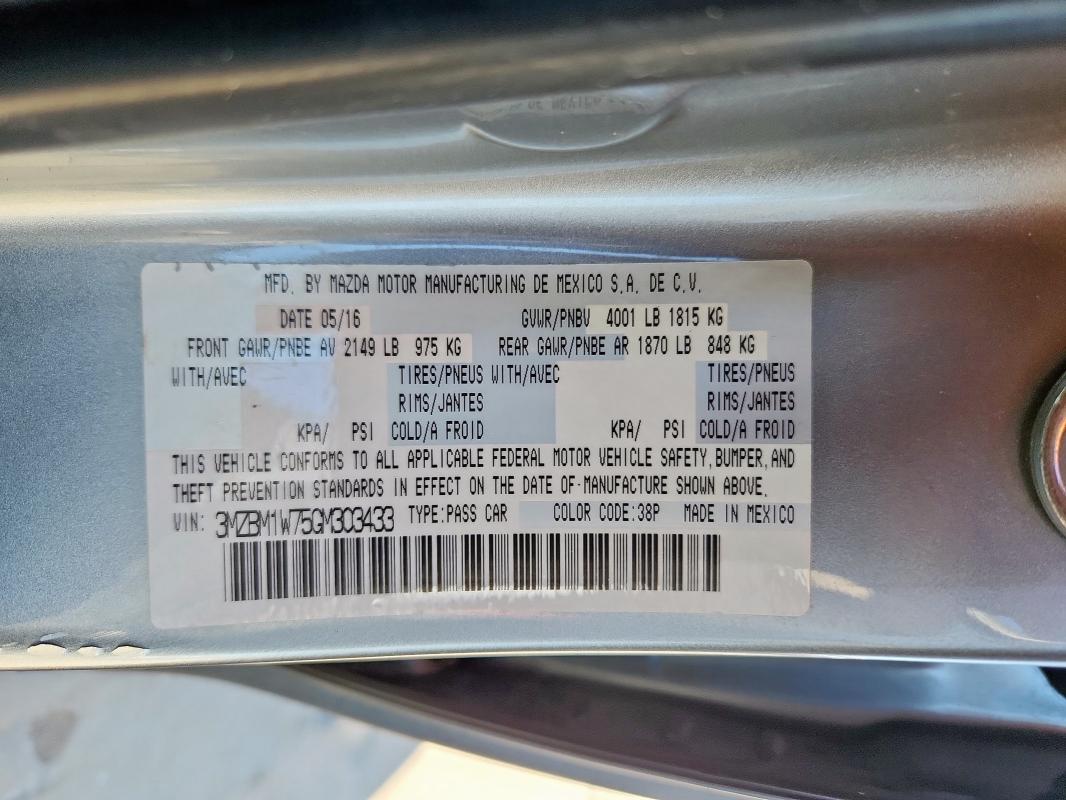 MFD. BY MAZDA MOTOR MANUFACTURING DE MEXICO S.A. DE C.V.
DATE 05/16 GVWR/PNBV 4001 LB 1815 KG
FRONT GAWR/PNBE AV 2149 LB 975 KG REAR GAWR/PNBE AR 1870 LB 848 KG
WITH/AVEC TIRES/PNEUS WITH/AVEC TIRES/PNEUS
RIMS/JANTES RIMS/JANTES
KPA/ PSI COLD/A FROID KPA/ PSI COLD/A FROID
THIS VEHICLE CONFORMS TO ALL APPLICABLE FEDERAL MOTOR VEHICLE SAFETY, BUMPER, AND
THEFT PREVENTION STANDARDS IN EFFECT ON THE DATE OF MANUFACTURE SHOWN ABOVE.
VIN: 3MZBM1W75GM303433 TYPE:PASS CAR COLOR CODE:38P MADE IN MEXICO